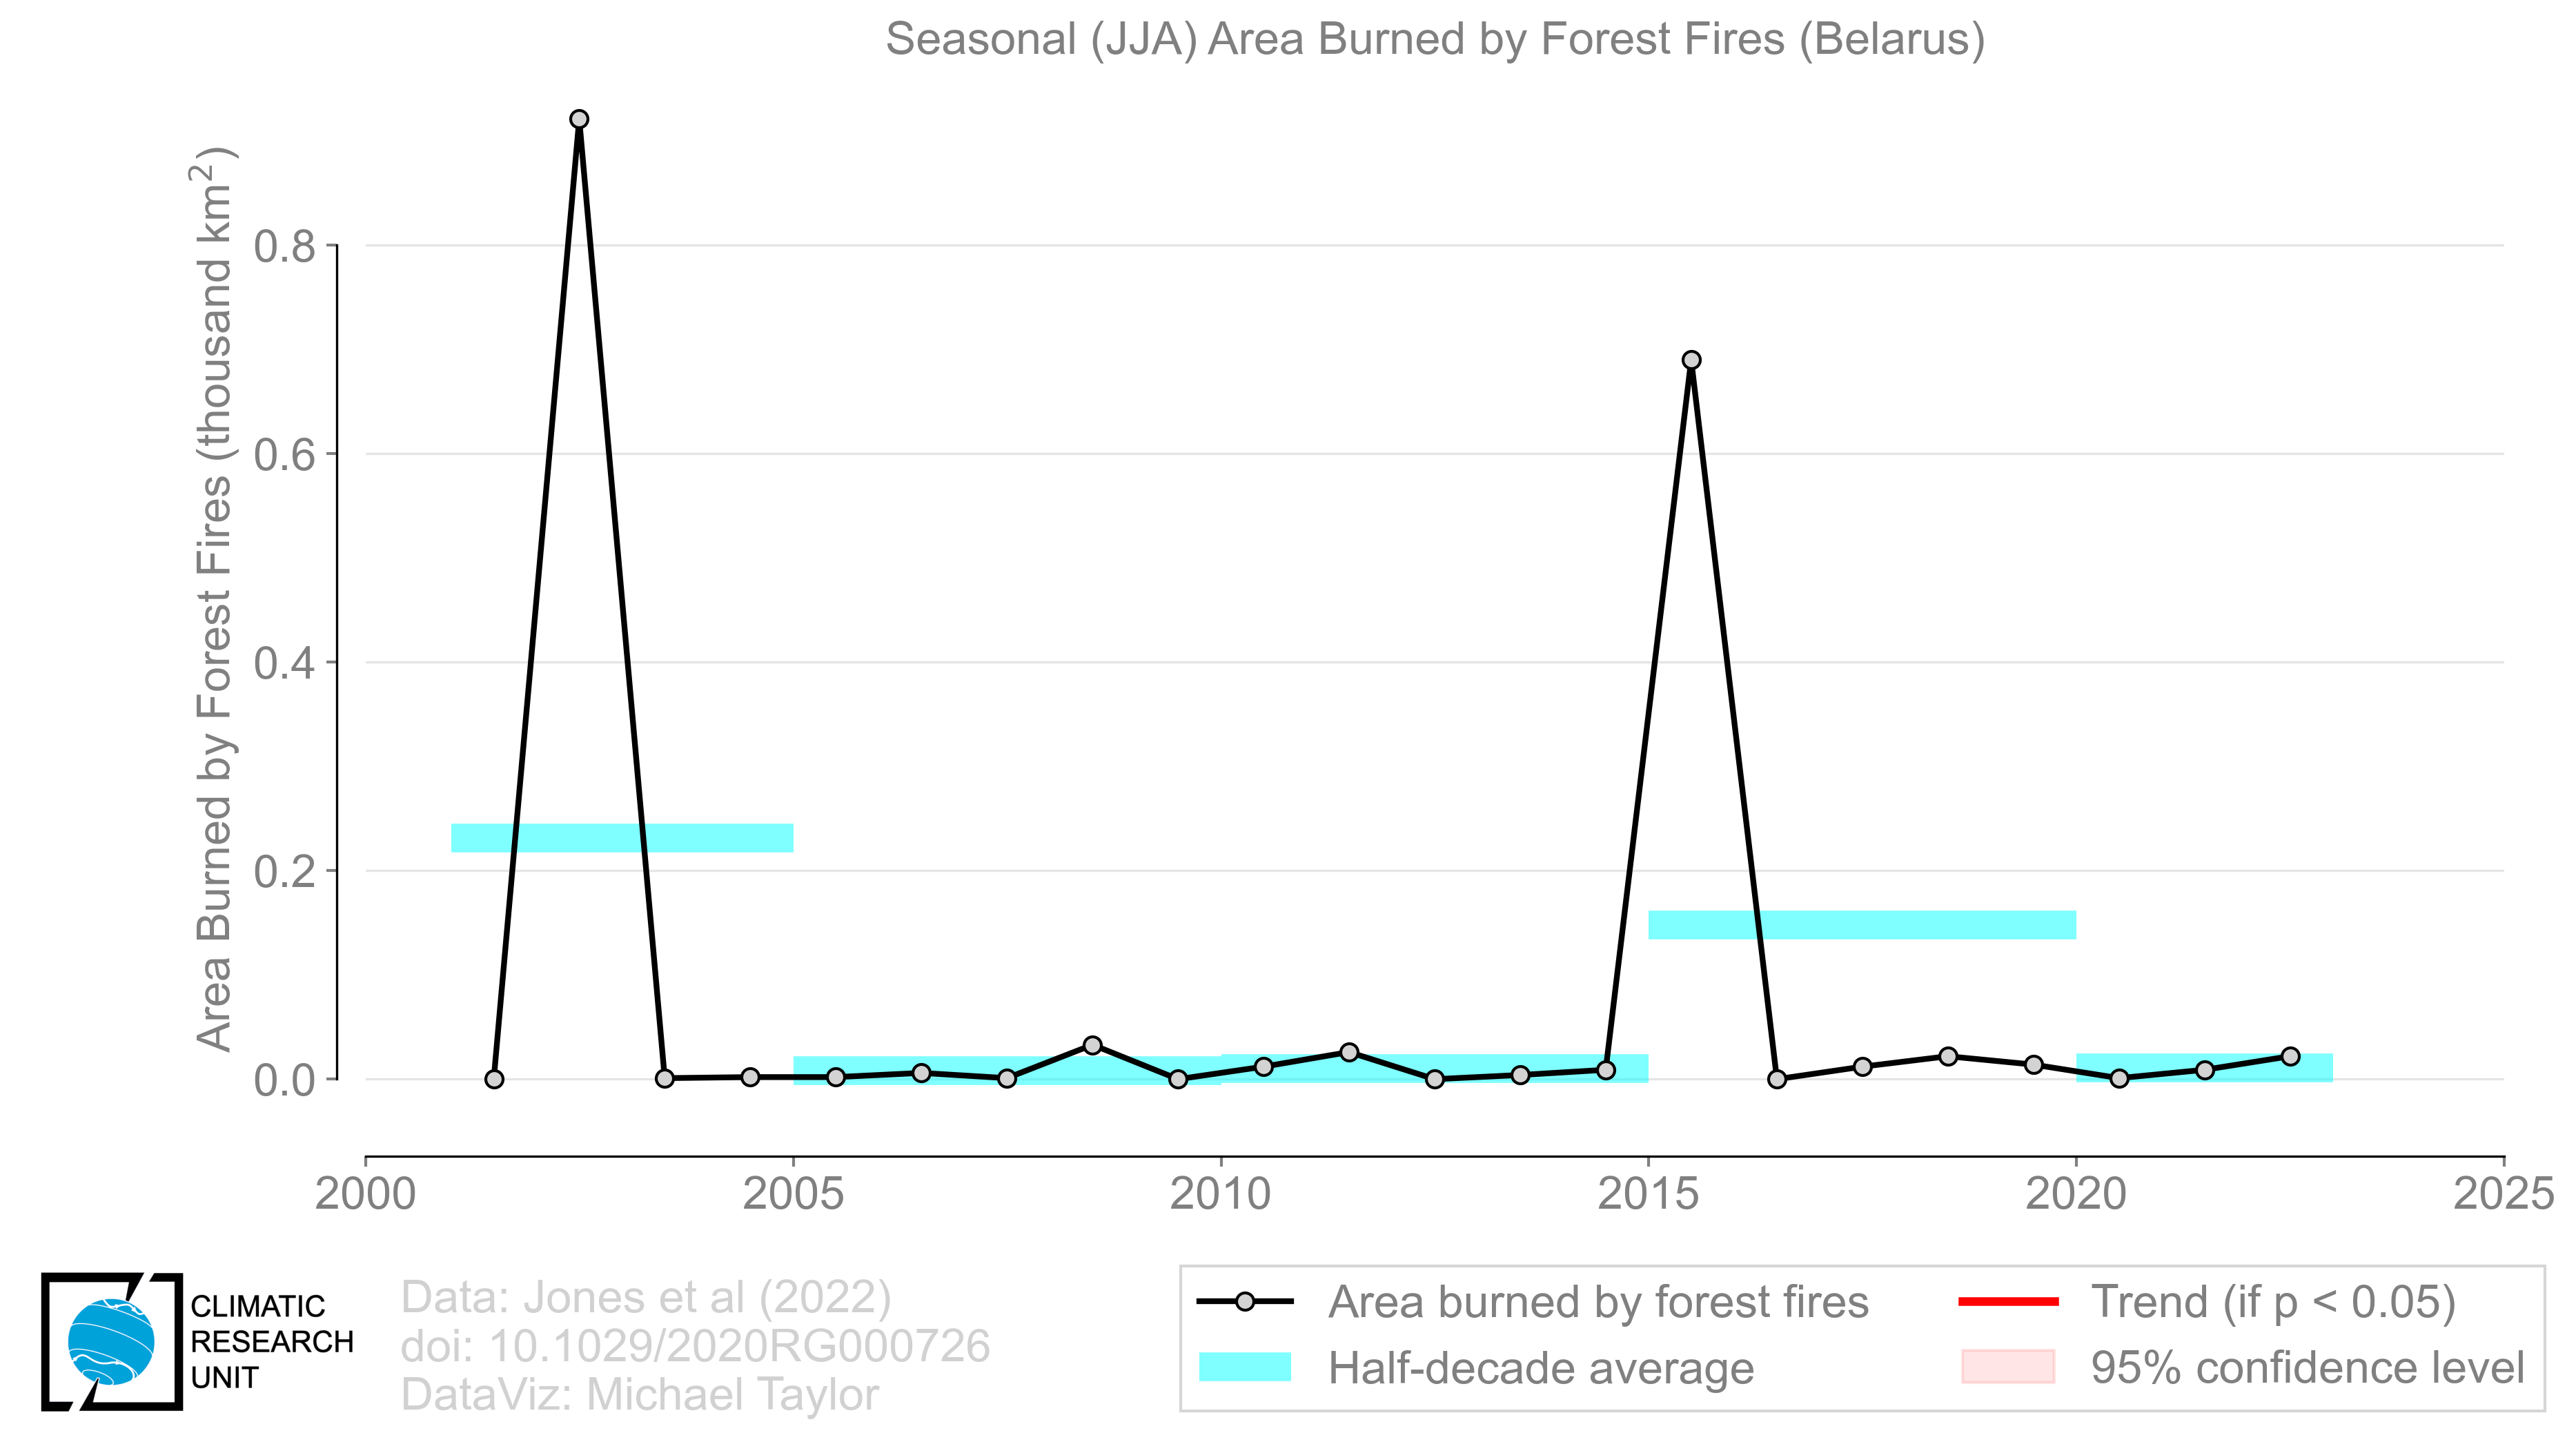 Seasonal (JJA) Area Burned by Forest Fires (Belarus)
Area Burned by Forest Fires (thousand km²)
0.8
0.6
0.4
0.2
0.0
2000 2005 2010 2015 2020 2025
CLIMATIC
RESEARCH
UNIT
Data: Jones et al (2022)
doi: 10.1029/2020RG000726
DataViz: Michael Taylor
Area burned by forest fires
Half-decade average
Trend (if p < 0.05)
95% confidence level